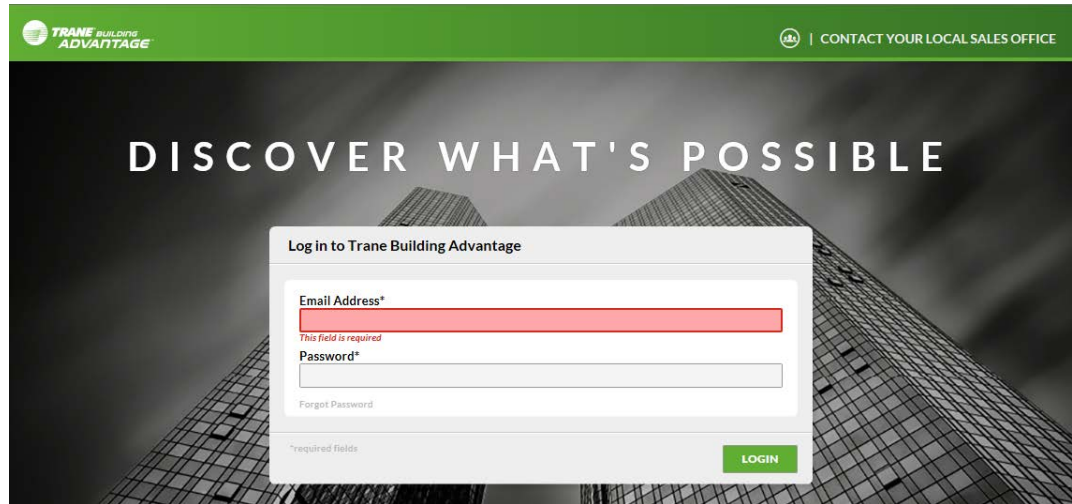 TRANE BUILDING
ADVANTAGE
| CONTACT YOUR LOCAL SALES OFFICE
DISCOVER WHAT'S POSSIBLE
Log in to Trane Building Advantage
Email Address*
This field is required
Password*
Forgot Password
*required fields
LOGIN